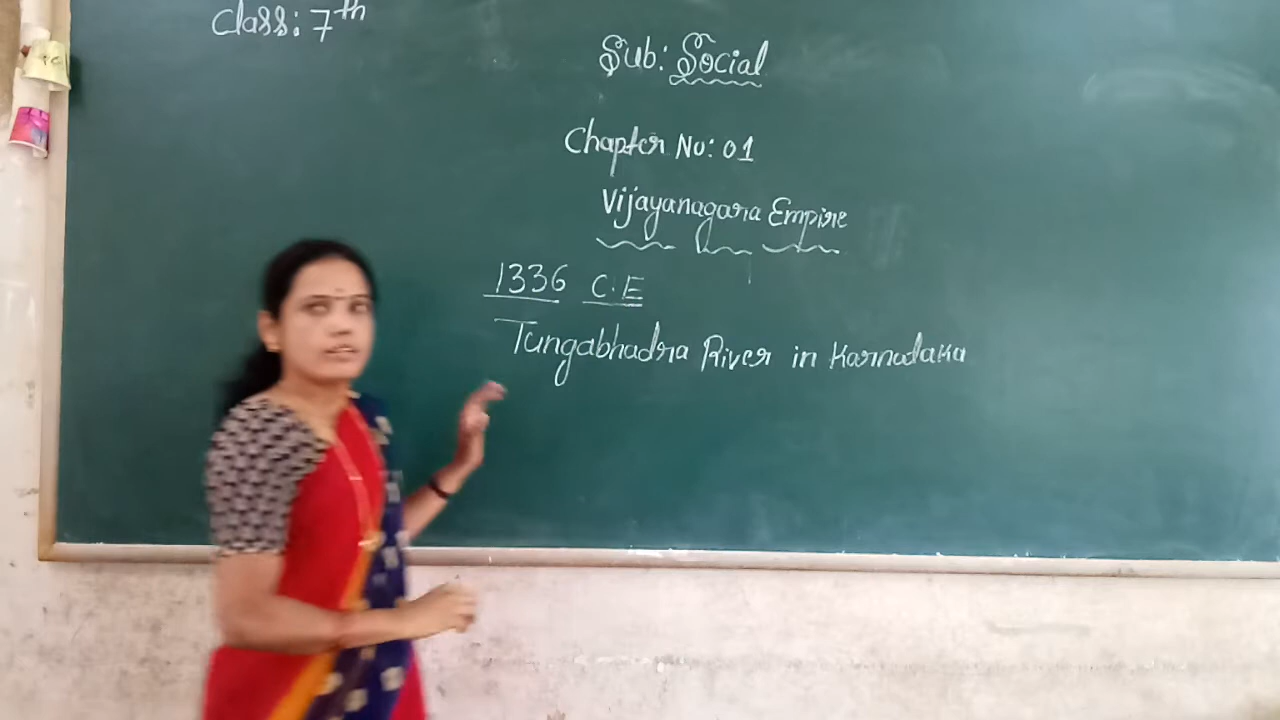 Class: 7th
Sub: Social
Chapter No: 01
Vijayanagara Empire
1336 C.E
Tungabhadra River in Karnataka